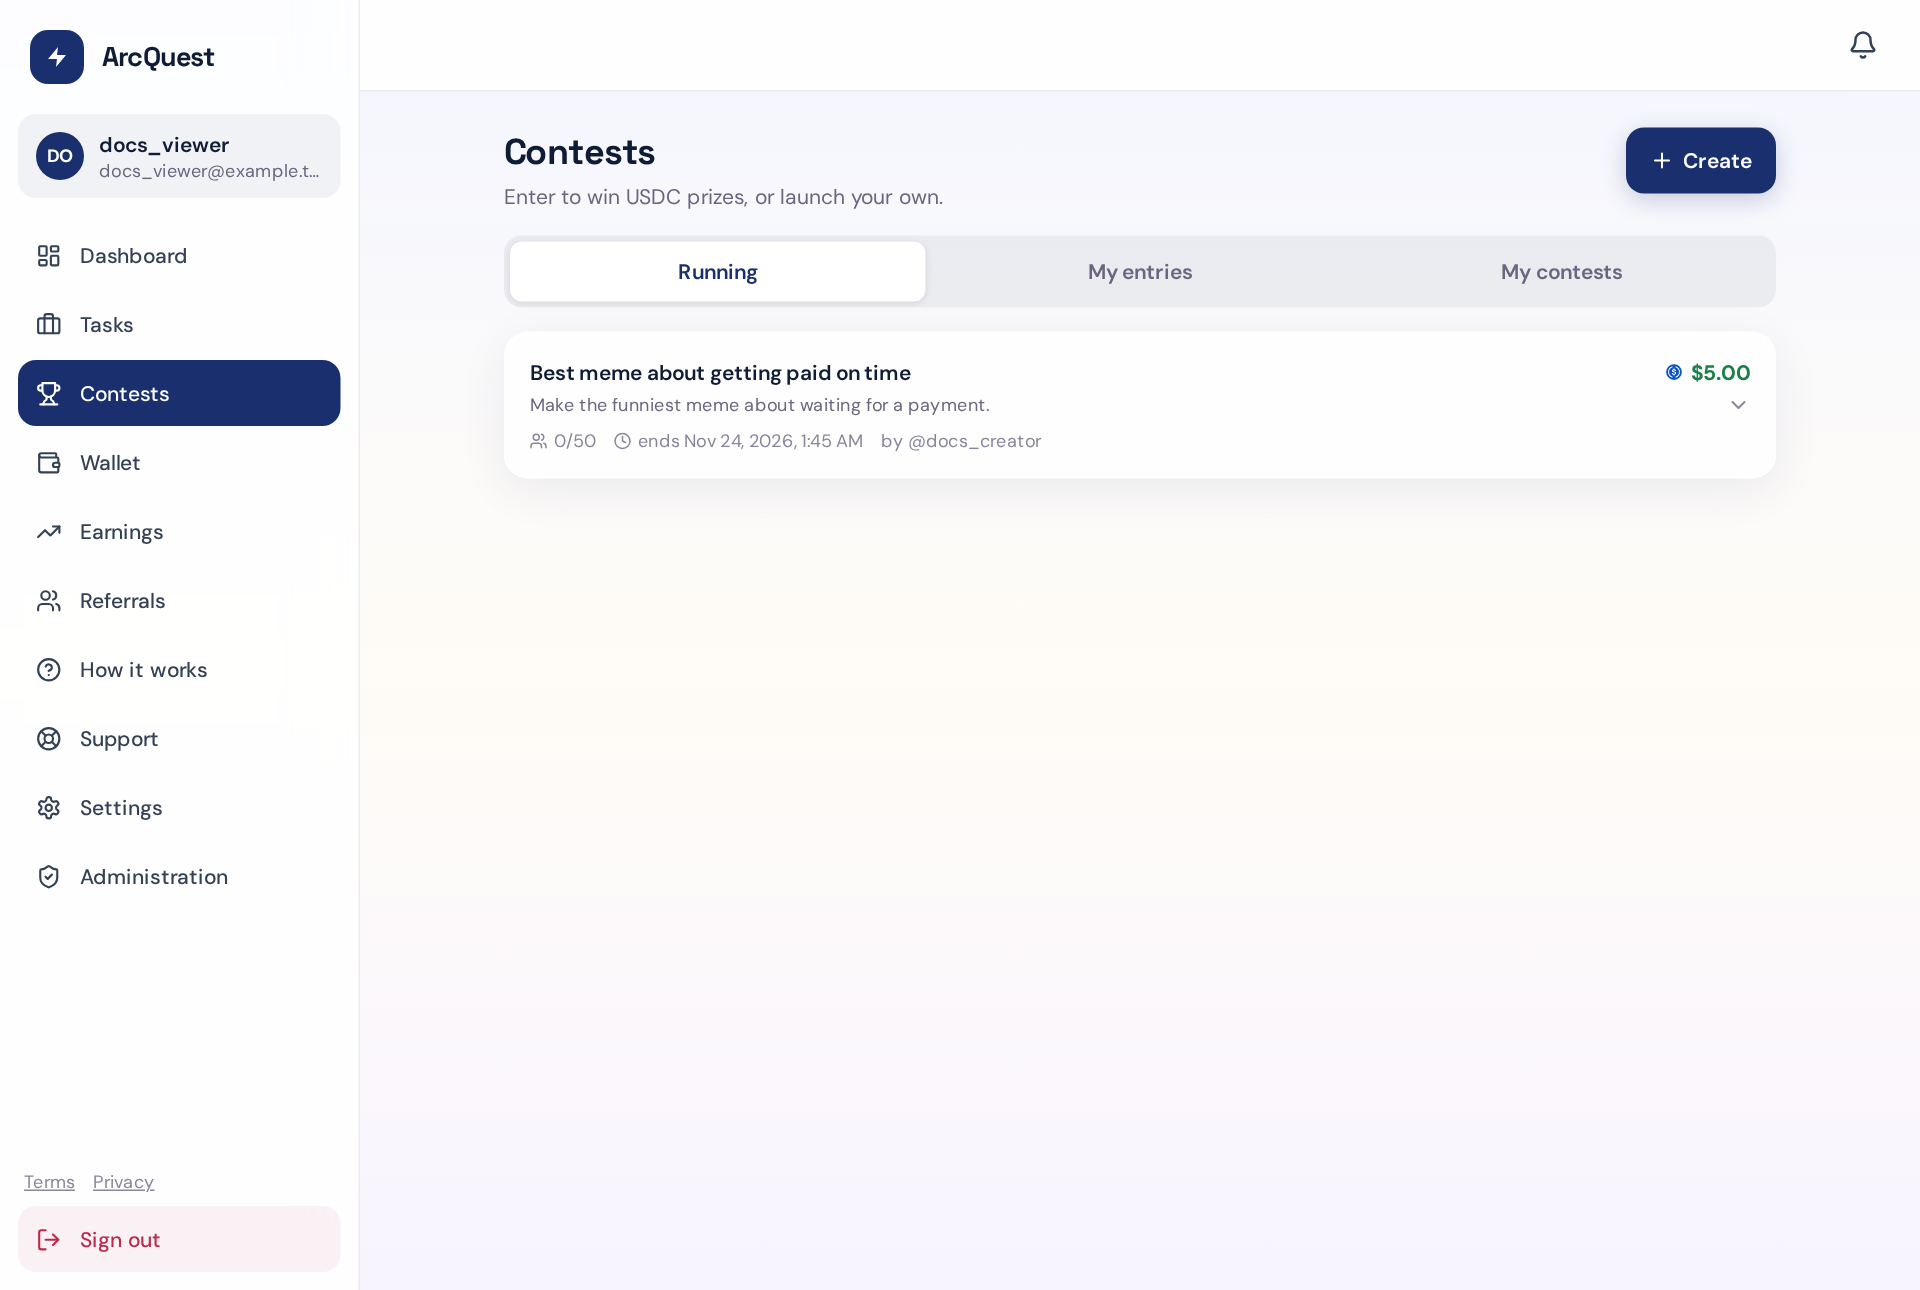 ArcQuest
DO
docs_viewer
docs_viewer@example.t...
Dashboard
Tasks
Contests
Wallet
Earnings
Referrals
How it works
Support
Settings
Administration
Terms Privacy
Sign out
Contests
Enter to win USDC prizes, or launch your own.
Create
Running My entries My contests
Best meme about getting paid on time $5.00
Make the funniest meme about waiting for a payment.
0/50 ends Nov 24, 2026, 1:45 AM by @docs_creator